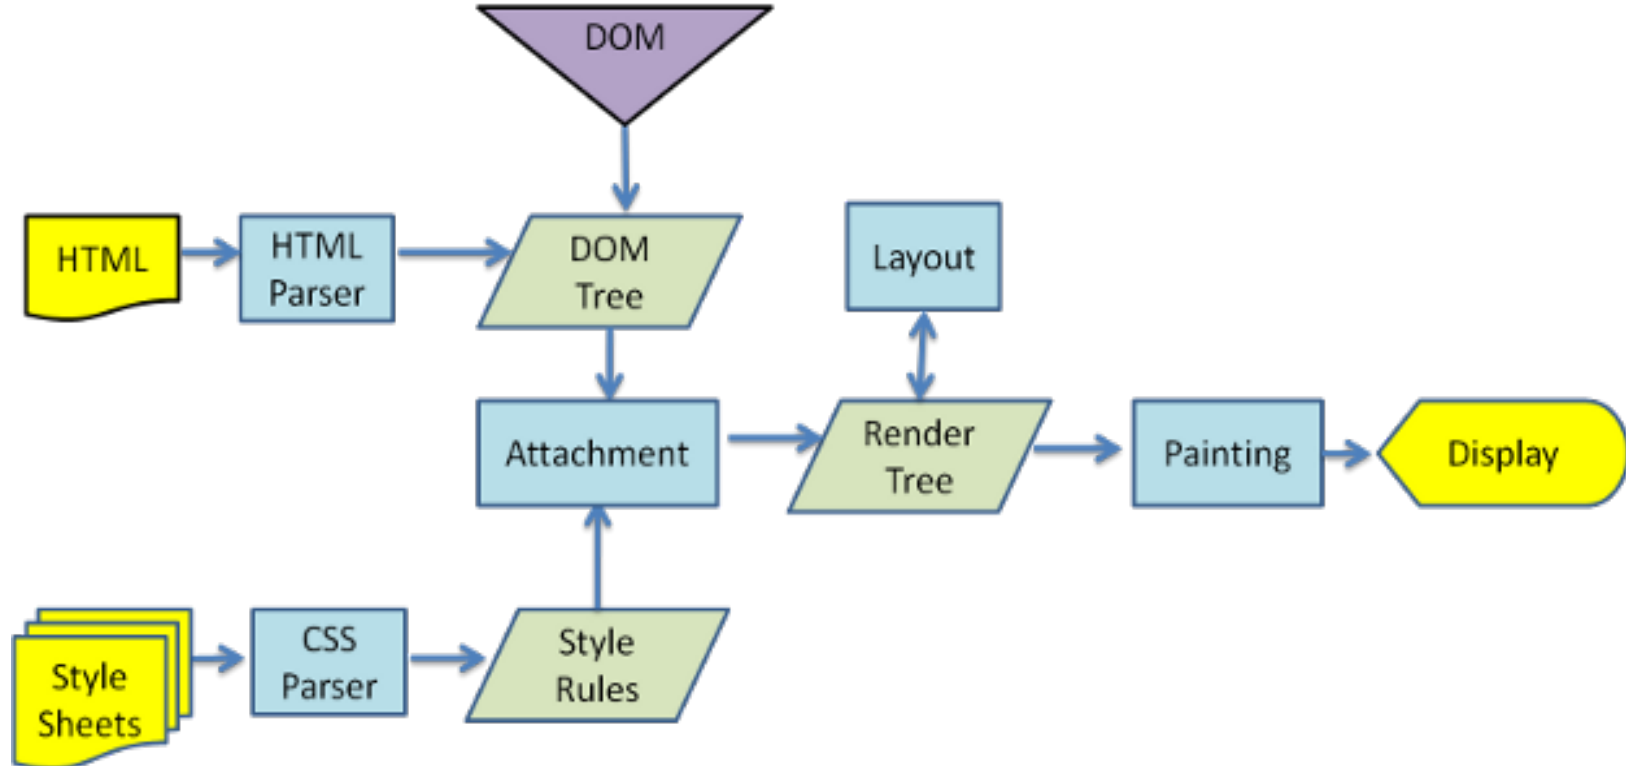 DOM
HTML
HTML
Parser
DOM
Tree
Layout
Attachment
Render
Tree
Painting
Display
Style
Sheets
CSS
Parser
Style
Rules